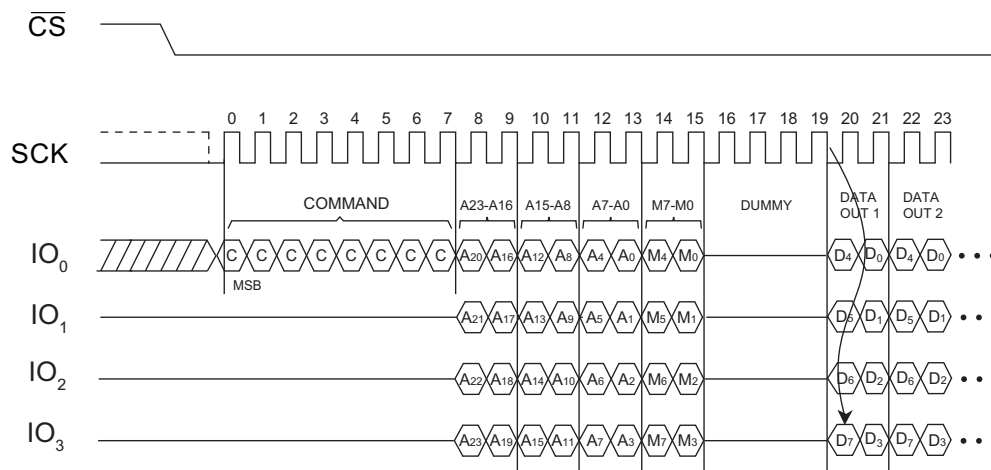 CS
0 1 2 3 4 5 6 7 8 9 10 11 12 13 14 15 16 17 18 19 20 21 22 23
SCK
COMMAND A23-A16 A15-A8 A7-A0 M7-M0 DUMMY DATA OUT 1 DATA OUT 2
IO0 C C C C C C C C A20 A16 A12 A8 A4 A0 M4 M0 D4 D0 D4 D0
MSB
IO1 A21 A17 A13 A9 A5 A1 M5 M1 D5 D1 D5 D1
IO2 A22 A18 A14 A10 A6 A2 M6 M2 D6 D2 D6 D2
IO3 A23 A19 A15 A11 A7 A3 M7 M3 D7 D3 D7 D3